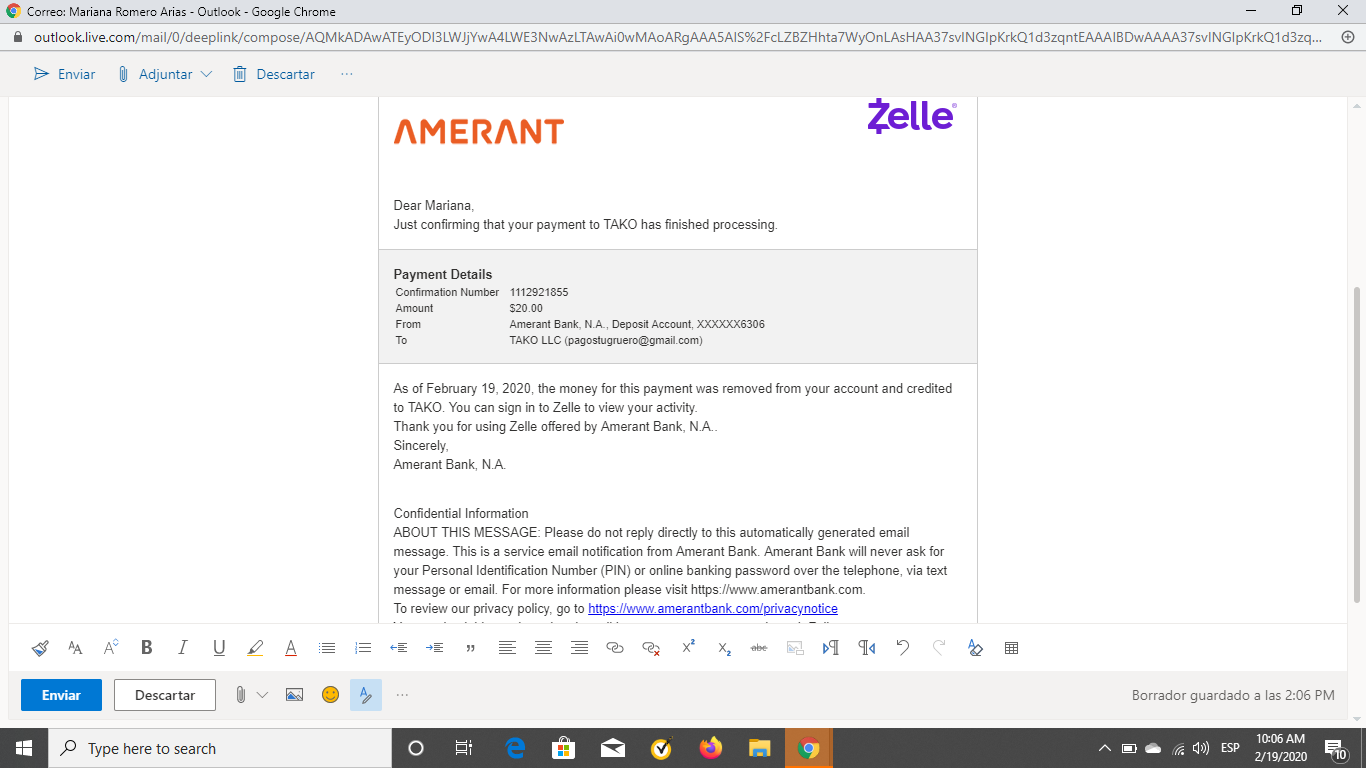 Correo: Mariana Romero Arias - Outlook - Google Chrome
outlook.live.com/mail/0/deeplink/compose/
Enviar Adjuntar Descartar ...
AMERANT
Zelle®
Dear Mariana,
Just confirming that your payment to TAKO has finished processing.
Payment Details
Confirmation Number 1112921855
Amount $20.00
From Amerant Bank, N.A., Deposit Account, XXXXXX6306
To TAKO LLC (pagostugruero@gmail.com)
As of February 19, 2020, the money for this payment was removed from your account and credited
to TAKO. You can sign in to Zelle to view your activity.
Thank you for using Zelle offered by Amerant Bank, N.A..
Sincerely,
Amerant Bank, N.A.
Confidential Information
ABOUT THIS MESSAGE: Please do not reply directly to this automatically generated email
message. This is a service email notification from Amerant Bank. Amerant Bank will never ask for
your Personal Identification Number (PIN) or online banking password over the telephone, via text
message or email. For more information please visit https://www.amerantbank.com.
To review our privacy policy, go to https://www.amerantbank.com/privacynotice
Enviar Descartar ... Borrador guardado a las 2:06 PM
Type here to search ESP 10:06 AM
2/19/2020 10